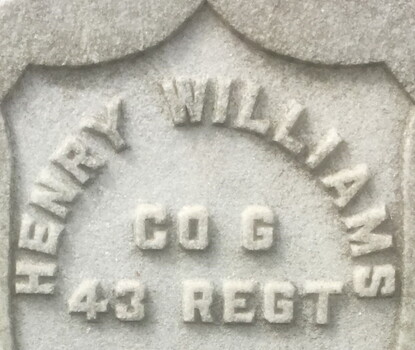 HENRY WILLIAMS
CO G
43 REGT